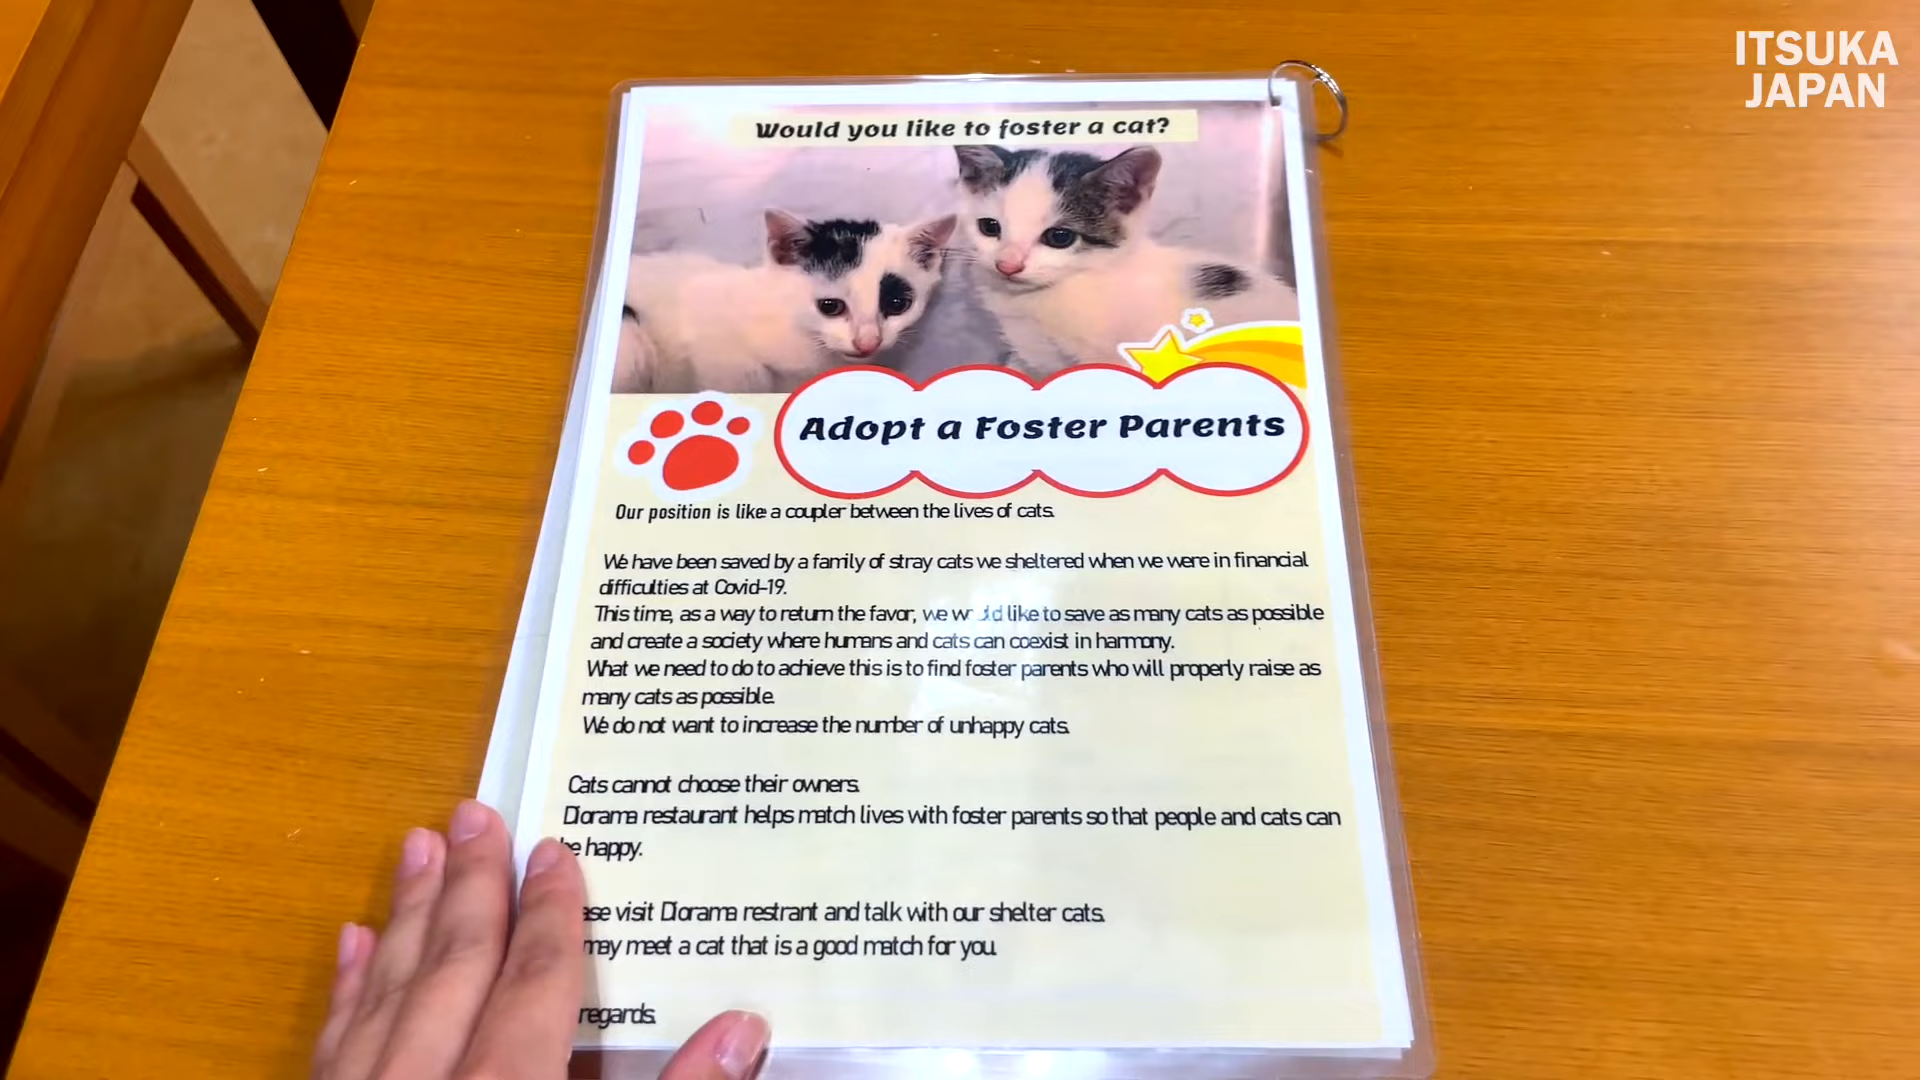 ITSUKA
JAPAN
Would you like to foster a cat?
Adopt a Foster Parents
Our position is like a coupler between the lives of cats.
We have been saved by a family of stray cats we sheltered when we were in financial
difficulties at Covid-19.
This time, as a way to return the favor, we would like to save as many cats as possible
and create a society where humans and cats can coexist in harmony.
What we need to do to achieve this is to find foster parents who will properly raise as
many cats as possible.
We do not want to increase the number of unhappy cats.
Cats cannot choose their owners.
Diorama restaurant helps match lives with foster parents so that people and cats can
be happy.
visit Diorama restrant and talk with our shelter cats.
may meet a cat that is a good match for you.
regards.